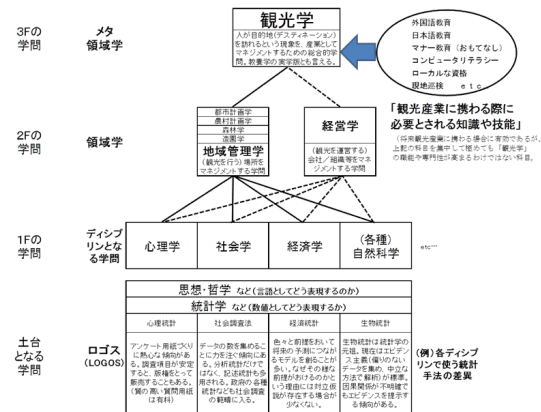 3Fの
学問
メタ
領域学
観光学
人が目的地(デスティネーション)
を訪れるという現象を、産業として
マネジメントするための総合的学
問。教養学の実学版とも言える。
外国語教育
日本語教育
マナー教育（おもてなし）
コンピュータリテラシー
ローカルな資格
現地巡検　etc
「観光産業に携わる際に
必要とされる知識や技能」
（将来観光産業に携わる場合に有効であるが、
上記の科目を集中して極めても「観光学」
の職能や専門性が高まるわけではない科目。
2Fの
学問
領域学
都市計画学
農村計画学
森林学
造園学
地域管理学
(観光を行う）場所を
マネジメントする学問
経営学
(観光を運営する）
会社／組織等をマネ
ジメントする学問
1Fの
学問
ディシプ
リンとな
る学問
心理学
社会学
経済学
(各種)
自然科学
etc…
土台
となる
学問
ロゴス
(LOGOS)
思想・哲学 など(言語としてどう表現するのか)
統計学 など(数値としてどう表現するか)
心理統計
アンケート用紙づくり
に熱心な傾向があ
る。調査項目が安定
すると、版権をとって
販売することもある。
(質の高い質問用紙
は有料)
社会調査法
データの数を集めるこ
とに力を注ぐ傾向にあ
る。分析統計だけで
はなく、記述統計も多
用される。政府の各種
統計なども社会調査
の範疇に入る。
経済統計
色々と前提をおいて
将来の予測につなが
るモデルを創ることが
多い。なぜその様な
前提がおけるのかと
いう理由には対立仮
説が存在する場合が
少なくない。
生物統計
生物統計は統計学の
元祖。現在はエビデン
ス主義(偏りのない
データを集め、中立な
方法で解析)が標準。
因果関係が不明確で
もエビデンスを提示す
る傾向がある。
(例)各ディシプ
リンで使う統計
手法の差異